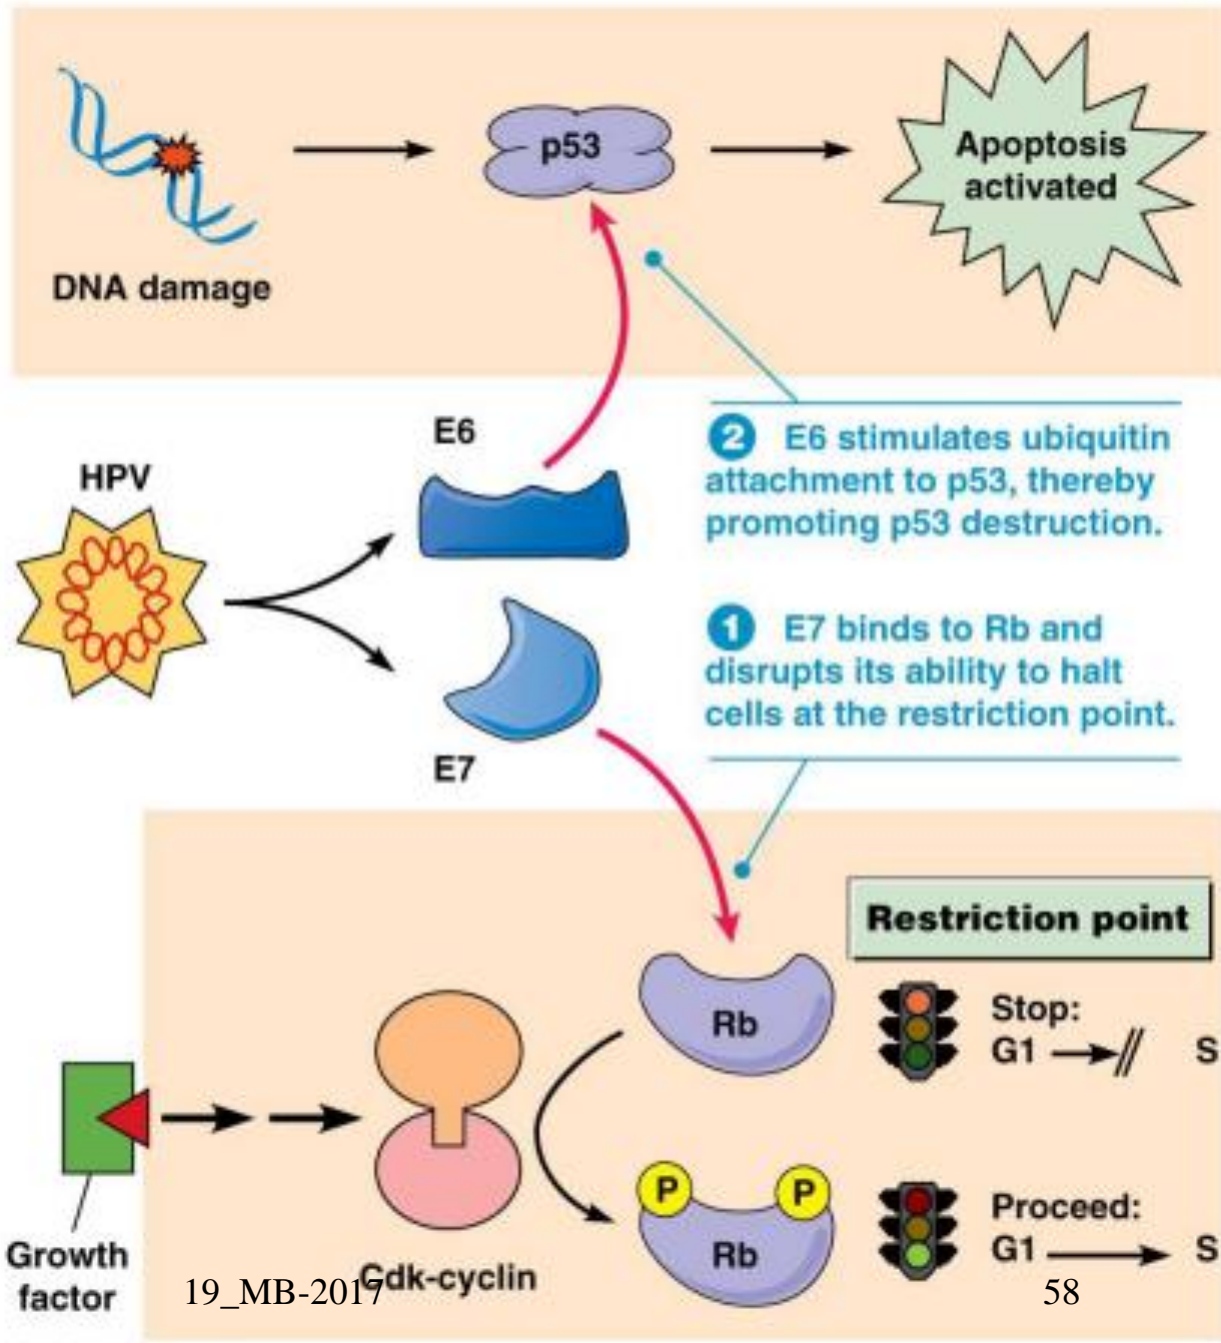 p53
Apoptosis
activated
DNA damage
E6
HPV
2 E6 stimulates ubiquitin
attachment to p53, thereby
promoting p53 destruction.
1 E7 binds to Rb and
disrupts its ability to halt
cells at the restriction point.
E7
Restriction point
Rb
Stop:
G1 S
P P
Rb
Proceed:
G1 S
Growth
factor
Cdk-cyclin
19_MB-2017
58